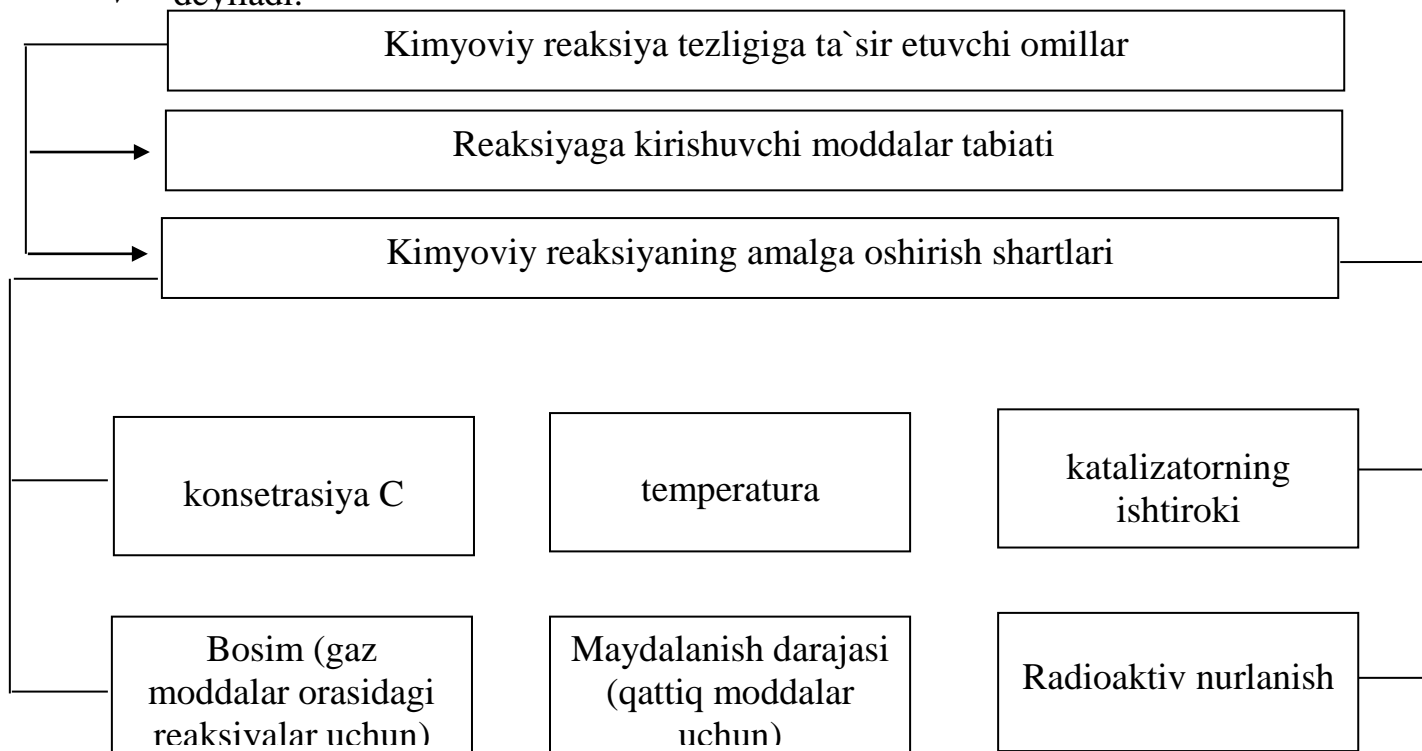 deyiladi.
Kimyoviy reaksiya tezligiga ta`sir etuvchi omillar
Reaksiyaga kirishuvchi moddalar tabiati
Kimyoviy reaksiyaning amalga oshirish shartlari
konsetrasiya C
temperatura
katalizatorning
ishtiroki
Bosim (gaz
moddalar orasidagi
reaksiyalar uchun)
Maydalanish darajasi
(qattiq moddalar
uchun)
Radioaktiv nurlanish